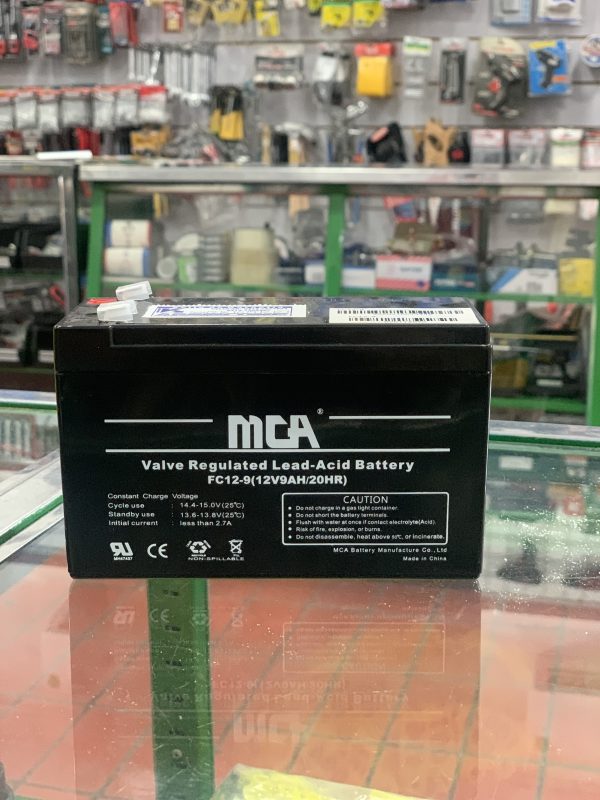 MCA®
Valve Regulated Lead-Acid Battery
FC12-9(12V9AH/20HR)
Constant Charge Voltage
Cycle use : 14.4-15.0V(25℃)
Standby use : 13.6-13.8V(25℃)
Initial current : less than 2.7A
CAUTION
● Do not charge in a gas tight container.
● Do not short the battery terminals.
● Flush with water at once if contact electrolyte(Acid).
● Risk of fire, explosion, or burns.
● Do not disassemble, heat above 50℃, or incinerate.
MH47437
CE
NON-SPILLABLE
Pb
MCA Battery Manufacture Co.,Ltd
Made in China